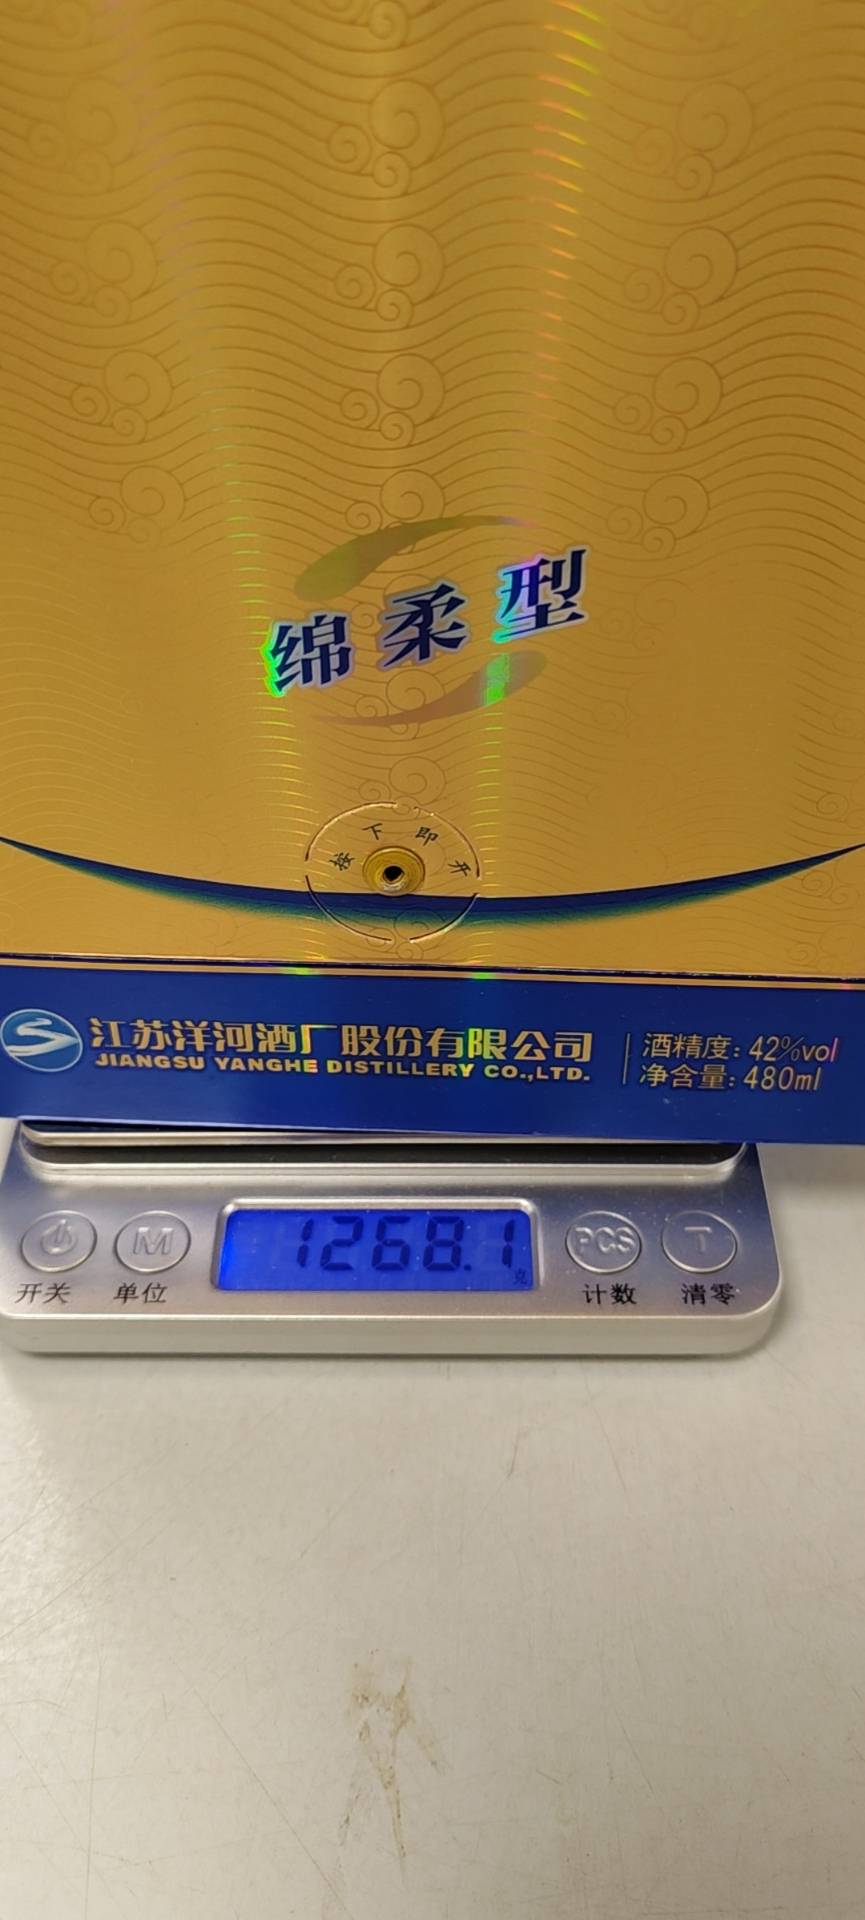 绵柔型
按下即开
江苏洋河酒厂股份有限公司
JIANGSU YANGHE DISTILLERY CO.,LTD.
酒精度:42%vol
净含量:480ml
1268.1
克
M
PCS
T
开关
单位
计数
清零